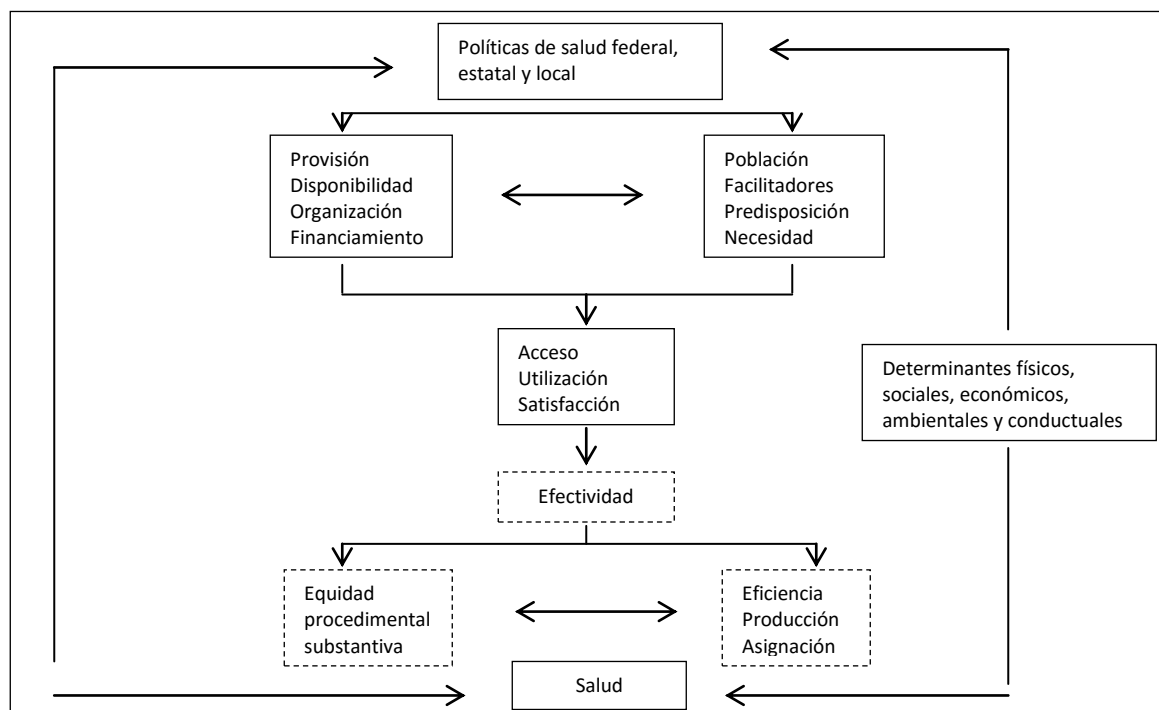 Políticas de salud federal,
estatal y local
Provisión
Disponibilidad
Organización
Financiamiento
Población
Facilitadores
Predisposición
Necesidad
Acceso
Utilización
Satisfacción
Determinantes físicos,
sociales, económicos,
ambientales y conductuales
Efectividad
Equidad
procedimental
substantiva
Eficiencia
Producción
Asignación
Salud